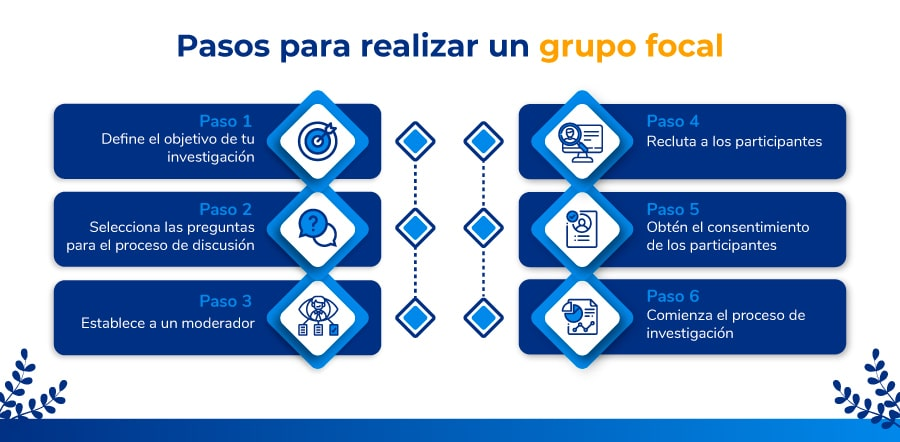 Pasos para realizar un grupo focal
Paso 1
Define el objetivo de tu
investigación
Paso 2
Selecciona las preguntas
para el proceso de discusión
Paso 3
Establece a un moderador
Paso 4
Recluta a los participantes
Paso 5
Obtén el consentimiento
de los participantes
Paso 6
Comienza el proceso de
investigación